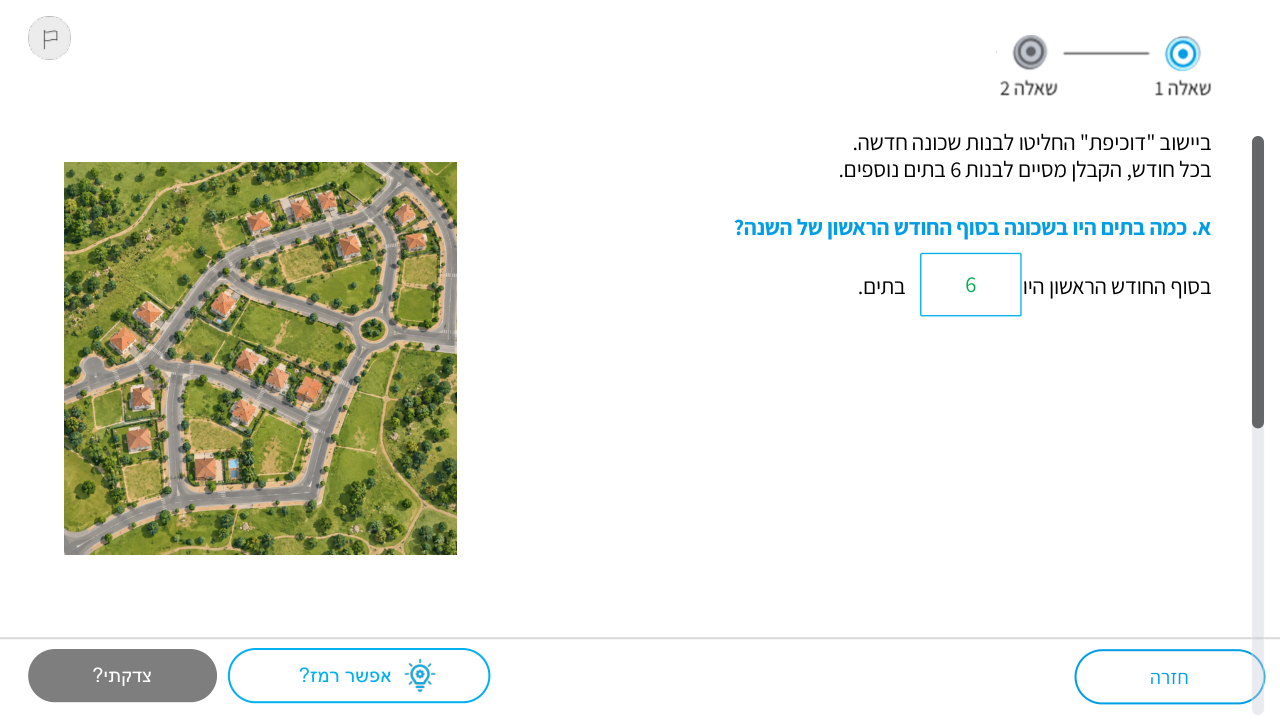 שאלה 1
שאלה 2
ביישוב "דוכיפת" החליטו לבנות שכונה חדשה.
בכל חודש, הקבלן מסיים לבנות 6 בתים נוספים.
א. כמה בתים היו בשכונה בסוף החודש הראשון של השנה?
בסוף החודש הראשון היו 6 בתים.
חזרה
אפשר רמז?
צדקתי?